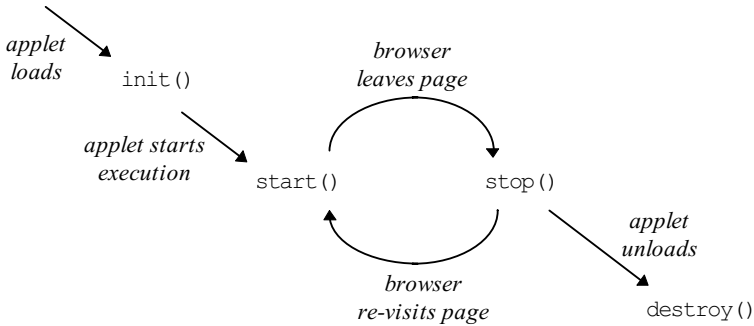 applet
loads
init()
browser
leaves page
applet starts
execution
start()
stop()
applet
unloads
browser
re-visits page
destroy()